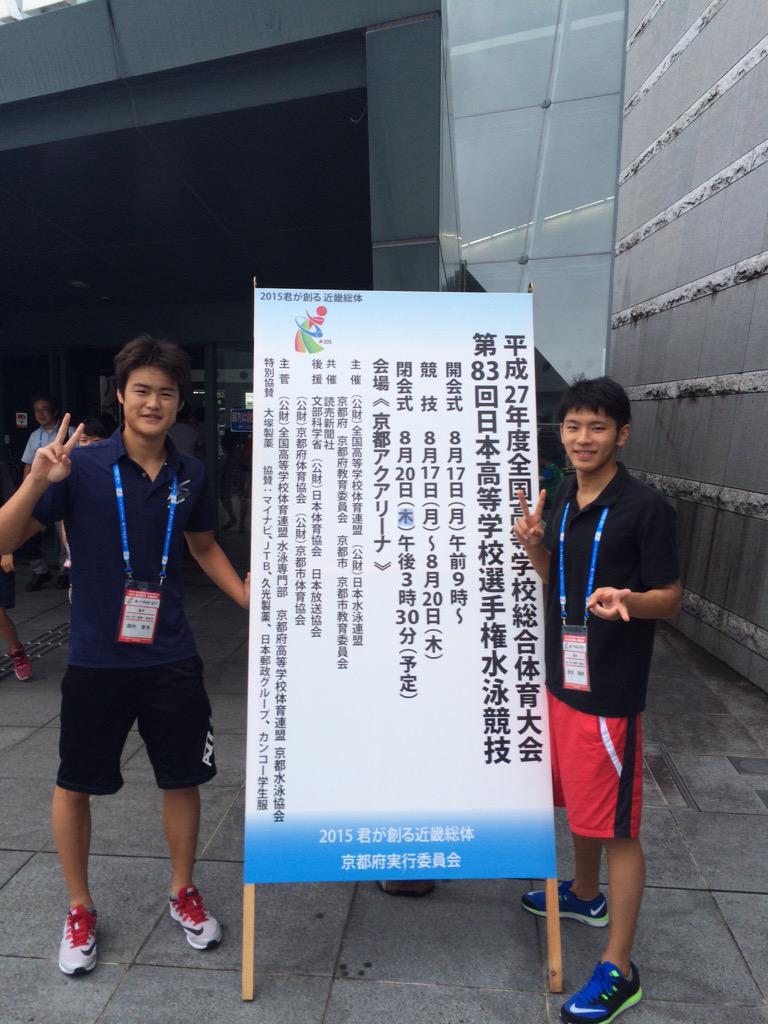 2015君が創る 近畿総体
平成27年度全国高等学校総合体育大会
第83回日本高等学校選手権水泳競技
開会式 8月17日(月)午前9時~
競技 8月17日(月)~8月20日(木)
閉会式 8月20日(木)午後3時30分(予定)
会場《京都アクアリーナ》
主催 (公財)全国高等学校体育連盟 (公財)日本水泳連盟
京都府 京都府教育委員会 京都市 京都市教育委員会
共催 読売新聞社
後援 文部科学省 (公財)日本体育協会 日本放送協会
(公財)京都府体育協会 (公財)京都市体育協会
主菅 (公財)全国高等学校体育連盟 水泳専門部 京都府高等学校体育連盟 京都水泳協会
特別協賛 大塚製薬 協賛:マイナビ、JTB、久光製薬、日本郵政グループ、カンコー学生服
2015 君が創る近畿総体
京都府実行委員会